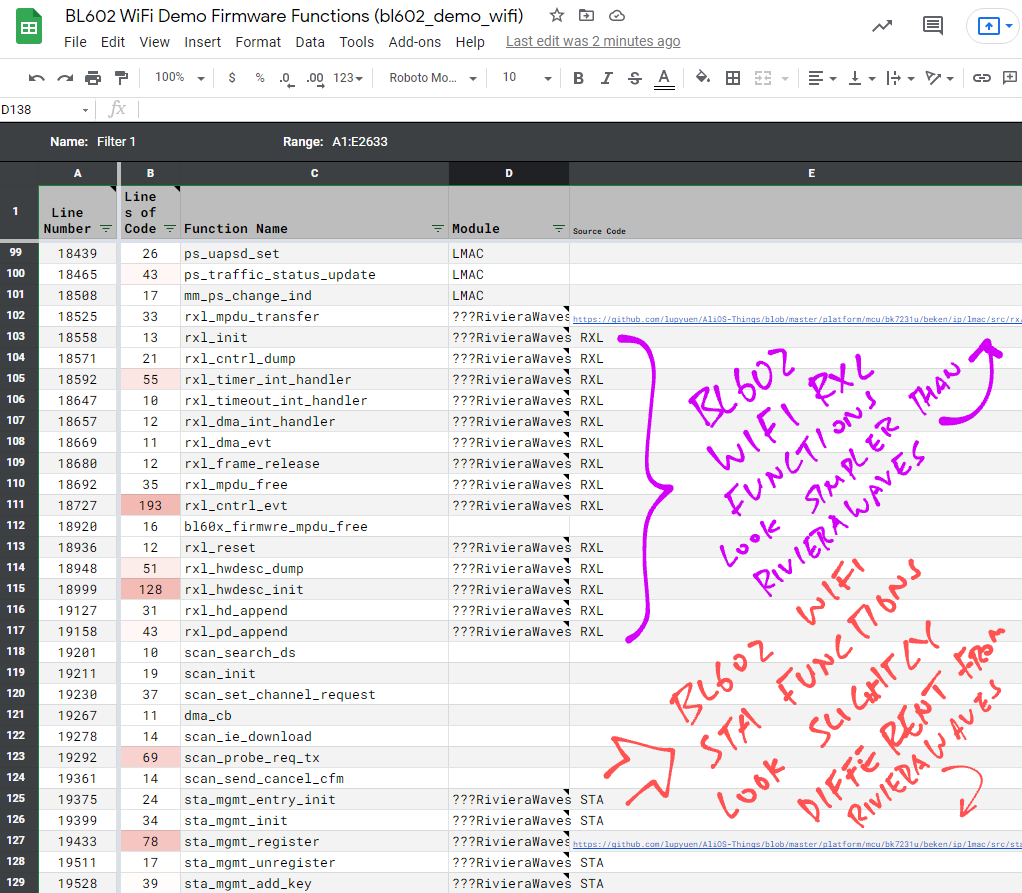 BL602 WiFi Demo Firmware Functions (bl602_demo_wifi)
File Edit View Insert Format Data Tools Add-ons Help Last edit was 2 minutes ago
100% $ % .0 .00 123 Roboto Mo... 10 B I S A
D138 fx
Name: Filter 1 Range: A1:E2633
A B C D E
1 Line Number Lines of Code Function Name Module Source Code
99 18439 26 ps_uapsd_set LMAC
100 18465 43 ps_traffic_status_update LMAC
101 18508 17 mm_ps_change_ind LMAC
102 18525 33 rxl_mpdu_transfer ???RivieraWaves https://github.com/lupyuen/AliOS-Things/blob/master/platform/mcu/bk7231u/beken/ip/lmac/src/rx
103 18558 13 rxl_init ???RivieraWaves RXL
104 18571 21 rxl_cntrl_dump ???RivieraWaves RXL
105 18592 55 rxl_timer_int_handler ???RivieraWaves RXL
106 18647 10 rxl_timeout_int_handler ???RivieraWaves RXL
107 18657 12 rxl_dma_int_handler ???RivieraWaves RXL
108 18669 11 rxl_dma_evt ???RivieraWaves RXL
109 18680 12 rxl_frame_release ???RivieraWaves RXL
110 18692 35 rxl_mpdu_free ???RivieraWaves RXL
111 18727 193 rxl_cntrl_evt ???RivieraWaves RXL
112 18920 16 bl60x_firmwre_mpdu_free
113 18936 12 rxl_reset ???RivieraWaves RXL
114 18948 51 rxl_hwdesc_dump ???RivieraWaves RXL
115 18999 128 rxl_hwdesc_init ???RivieraWaves RXL
116 19127 31 rxl_hd_append ???RivieraWaves RXL
117 19158 43 rxl_pd_append ???RivieraWaves RXL
118 19201 10 scan_search_ds
119 19211 19 scan_init
120 19230 37 scan_set_channel_request
121 19267 11 dma_cb
122 19278 14 scan_ie_download
123 19292 69 scan_probe_req_tx
124 19361 14 scan_send_cancel_cfm
125 19375 24 sta_mgmt_entry_init ???RivieraWaves STA
126 19399 34 sta_mgmt_init ???RivieraWaves STA
127 19433 78 sta_mgmt_register ???RivieraWaves https://github.com/lupyuen/AliOS-Things/blob/master/platform/mcu/bk7231u/beken/ip/lmac/src/sta
128 19511 17 sta_mgmt_unregister ???RivieraWaves STA
129 19528 39 sta_mgmt_add_key ???RivieraWaves STA
BL602
WIFI RXL
FUNCTIONS
LOOK SIMPLER THAN
RIVIERAWAVES
BL602 WIFI
STA FUNCTIONS
LOOK SLIGHTLY
DIFFERENT FROM
RIVIERAWAVES